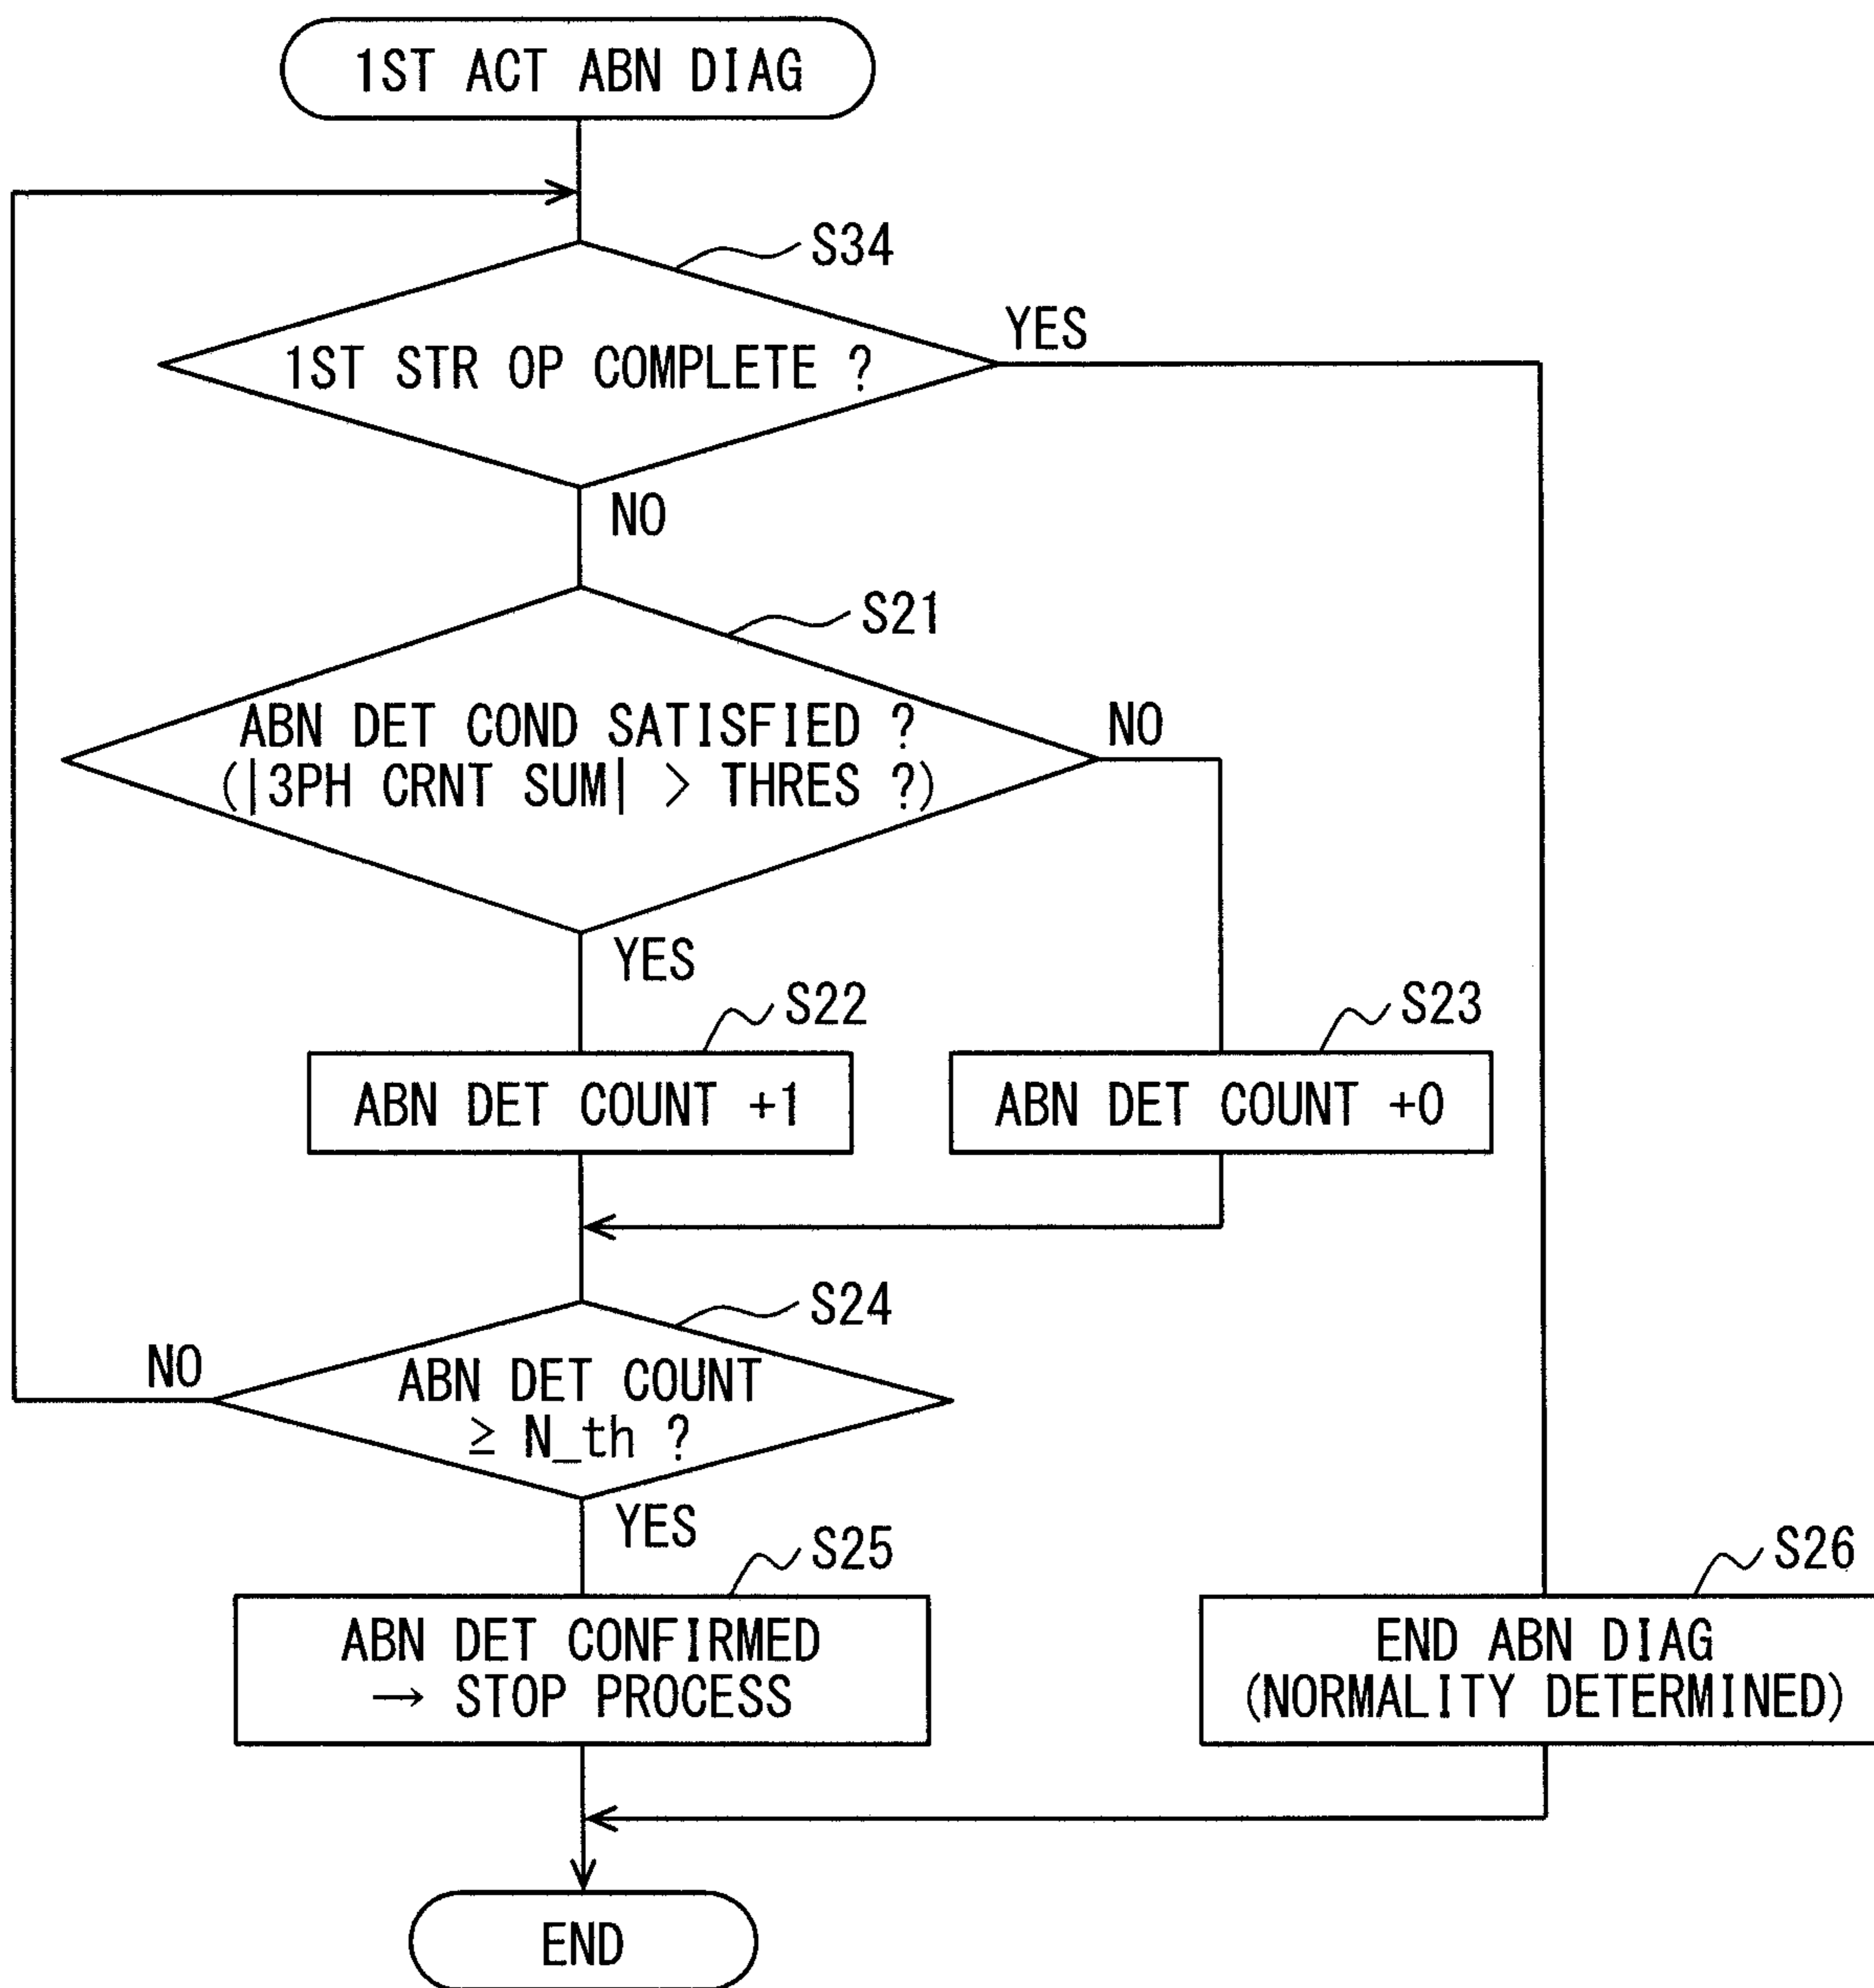 1ST ACT ABN DIAG
S34
1ST STR OP COMPLETE ?
YES
NO
S21
ABN DET COND SATISFIED ?
(|3PH CRNT SUM| > THRES ?)
NO
YES
S22
ABN DET COUNT +1
S23
ABN DET COUNT +0
S24
ABN DET COUNT
≥ N_th ?
NO
YES
S25
ABN DET CONFIRMED
→ STOP PROCESS
S26
END ABN DIAG
(NORMALITY DETERMINED)
END